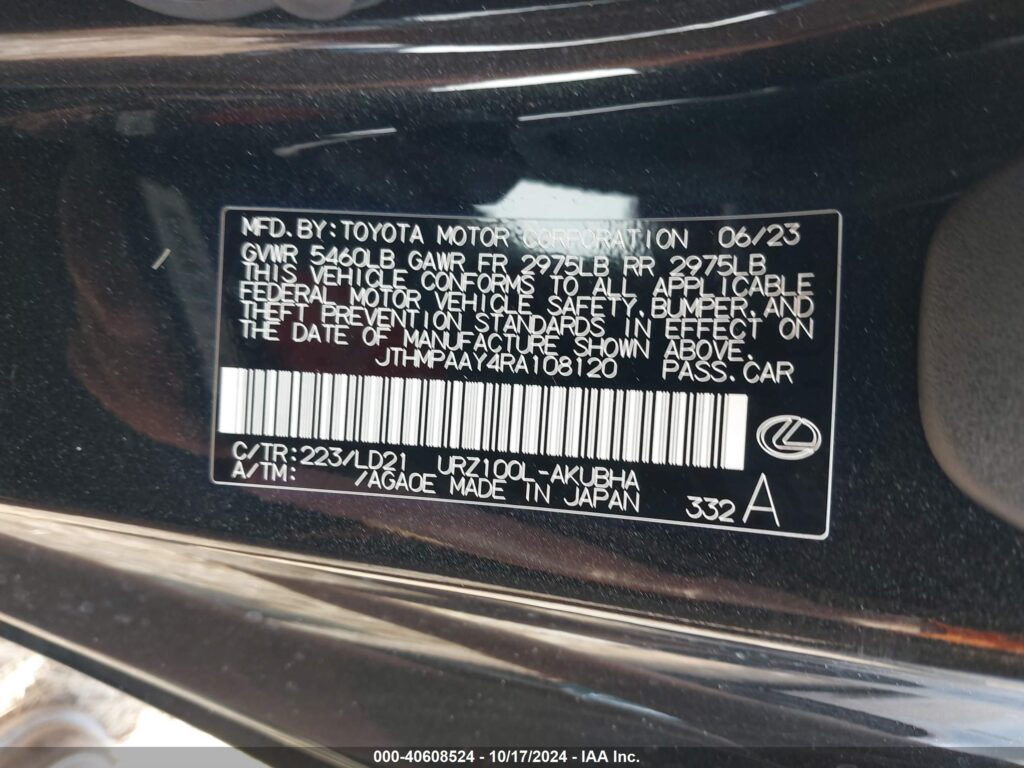 MFD. BY: TOYOTA MOTOR CORPORATION 06/23
GVWR 5460LB GAWR FR 2975LB RR 2975LB
THIS VEHICLE CONFORMS TO ALL APPLICABLE
FEDERAL MOTOR VEHICLE SAFETY, BUMPER, AND
THEFT PREVENTION STANDARDS IN EFFECT ON
THE DATE OF MANUFACTURE SHOWN ABOVE.
JTHMPAAY4RA108120 PASS. CAR
C/TR: 223/LD21 URZ100L-AKUBHA
A/TM: /AGA0E MADE IN JAPAN 332 A
000-40608524 - 10/17/2024 - IAA Inc.